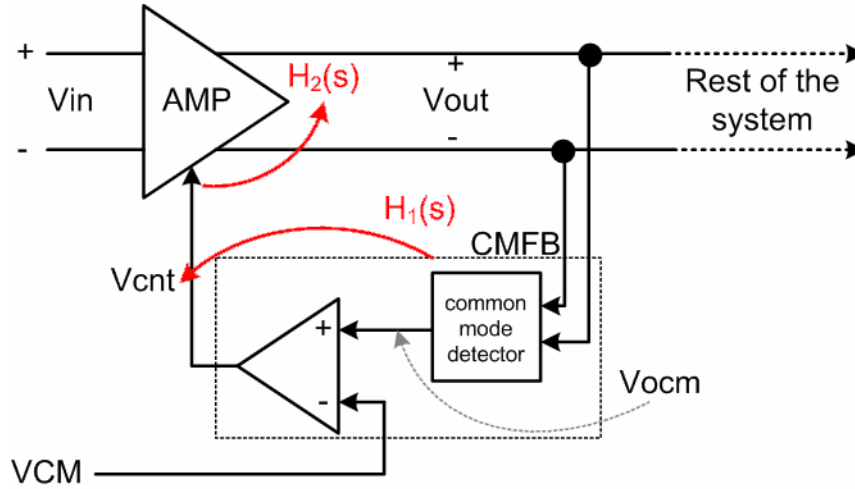 +
Vin
-
AMP
H2(s)
+
Vout
-
Rest of the
system
H1(s)
CMFB
Vcnt
common
mode
detector
+
-
Vocm
VCM